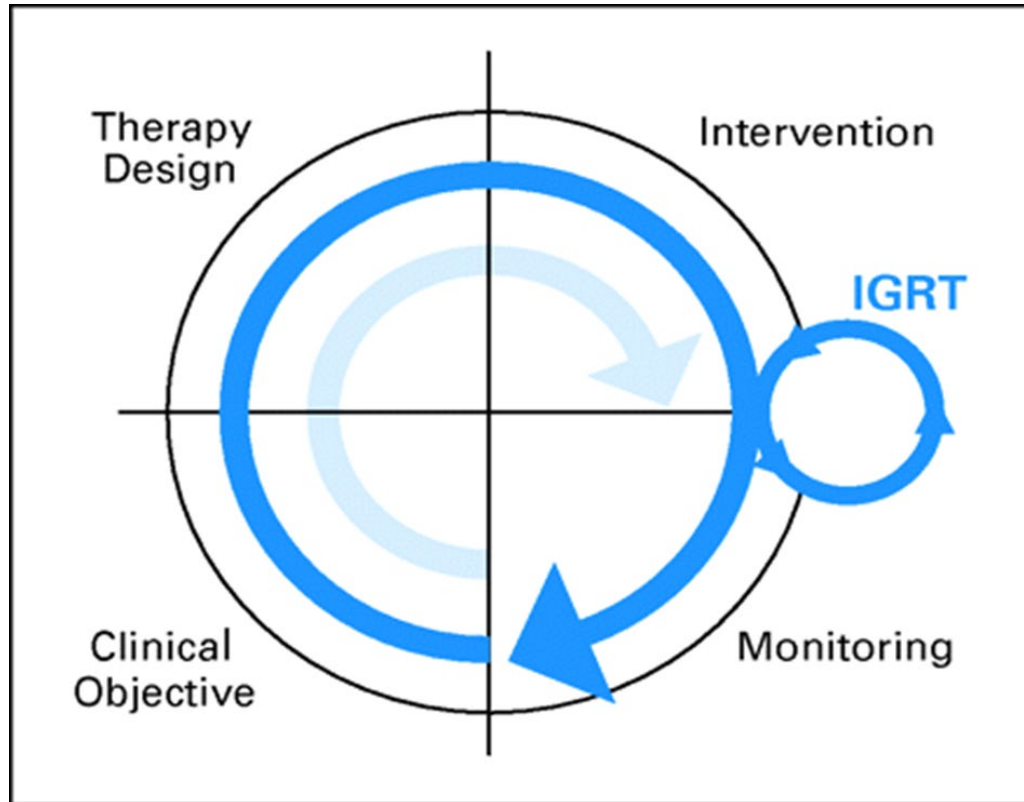 Therapy
Design
Intervention
IGRT
Clinical
Objective
Monitoring